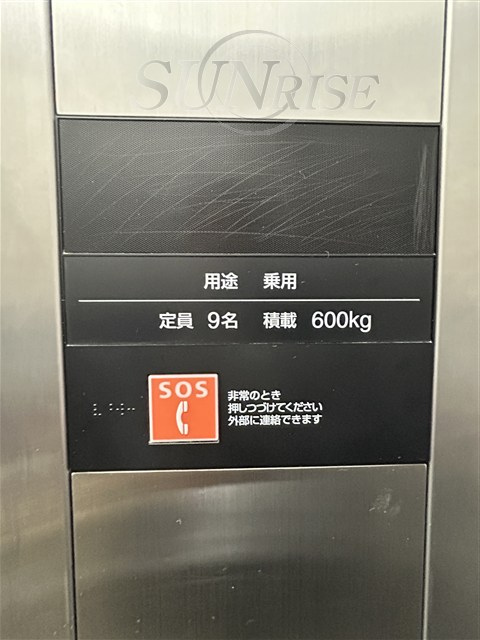 SUNRISE
用途 乗用
定員 9名 積載 600kg
SOS
非常のとき
押しつづけてください
外部に連絡できます